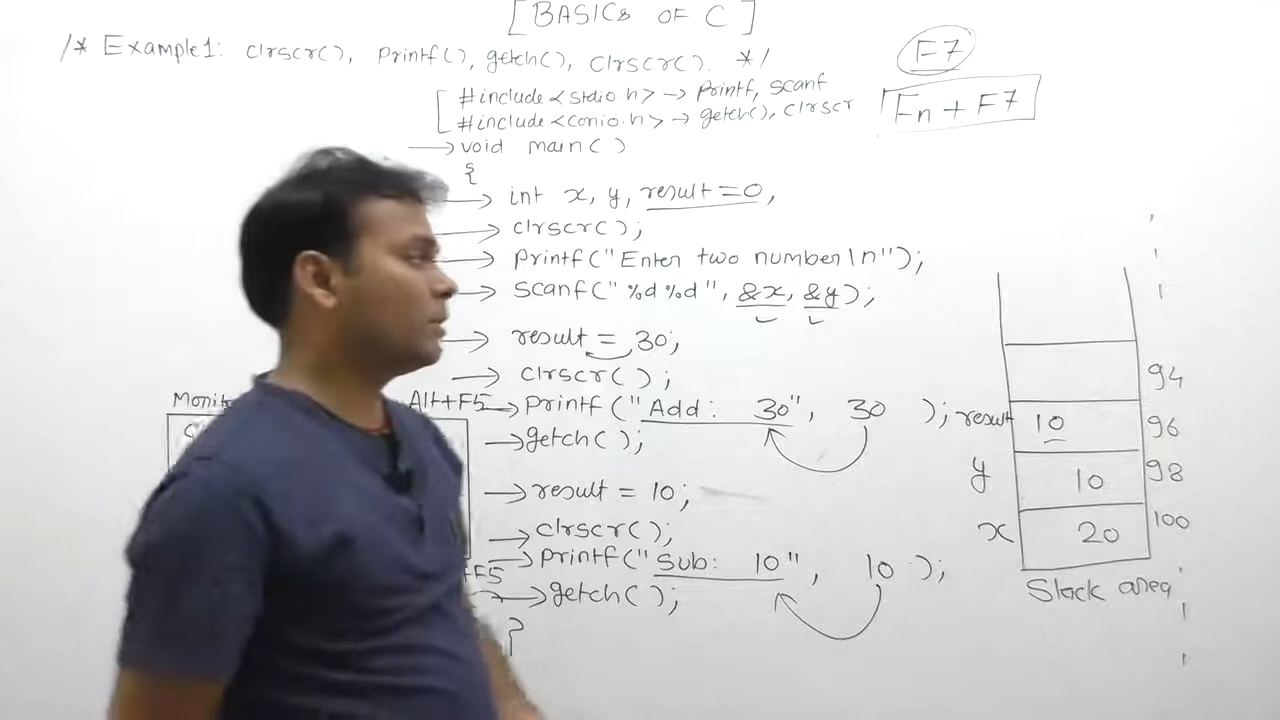 [ BASICS OF C ]
/* Example1: clrscr(), printf(), getch(), clrscr(). */
F7
Fn + F7
#include<stdio.h> → printf, scanf
#include<conio.h> → getch(), clrscr
→ void main()
{
→ int x, y, result=0,
→ clrscr();
→ printf("Enter two number\n");
→ scanf("%d%d", &x, &y);
→ result = 30;
→ clrscr();
Alt+F5 → printf ("Add: 30", 30 );
→ getch();
→ result = 10;
→ clrscr();
→ printf("Sub: 10", 10 );
+F5
→ getch();
}
94
result 10 96
y 10 98
x 20 100
Stack area